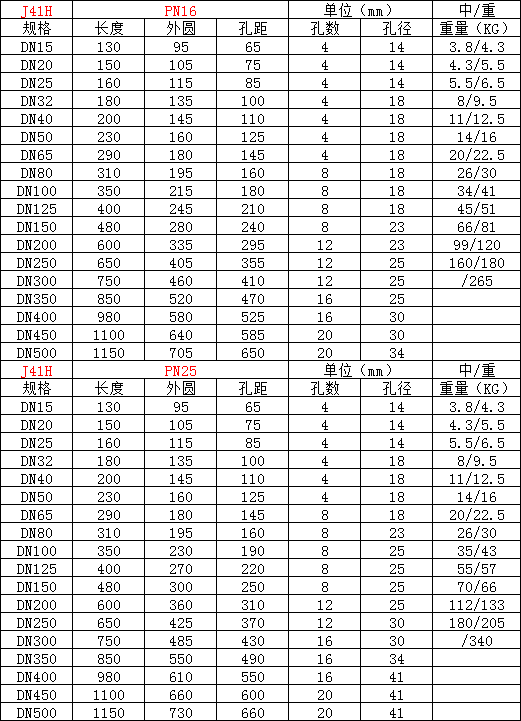 J41H PN16 单位（mm） 中/重
规格 长度 外圆 孔距 孔数 孔径 重量（KG）
DN15 130 95 65 4 14 3.8/4.3
DN20 150 105 75 4 14 4.3/5.5
DN25 160 115 85 4 14 5.5/6.5
DN32 180 135 100 4 18 8/9.5
DN40 200 145 110 4 18 11/12.5
DN50 230 160 125 4 18 14/16
DN65 290 180 145 4 18 20/22.5
DN80 310 195 160 8 18 26/30
DN100 350 215 180 8 18 34/41
DN125 400 245 210 8 18 45/51
DN150 480 280 240 8 23 66/81
DN200 600 335 295 12 23 99/120
DN250 650 405 355 12 25 160/180
DN300 750 460 410 12 25 /265
DN350 850 520 470 16 25
DN400 980 580 525 16 30
DN450 1100 640 585 20 30
DN500 1150 705 650 20 34
J41H PN25 单位（mm） 中/重
规格 长度 外圆 孔距 孔数 孔径 重量（KG）
DN15 130 95 65 4 14 3.8/4.3
DN20 150 105 75 4 14 4.3/5.5
DN25 160 115 85 4 14 5.5/6.5
DN32 180 135 100 4 18 8/9.5
DN40 200 145 110 4 18 11/12.5
DN50 230 160 125 4 18 14/16
DN65 290 180 145 8 18 20/22.5
DN80 310 195 160 8 23 26/30
DN100 350 230 190 8 25 35/43
DN125 400 270 220 8 25 55/57
DN150 480 300 250 8 25 70/66
DN200 600 360 310 12 25 112/133
DN250 650 425 370 12 30 180/205
DN300 750 485 430 16 30 /340
DN350 850 550 490 16 34
DN400 980 610 550 16 41
DN450 1100 660 600 20 41
DN500 1150 730 660 20 41